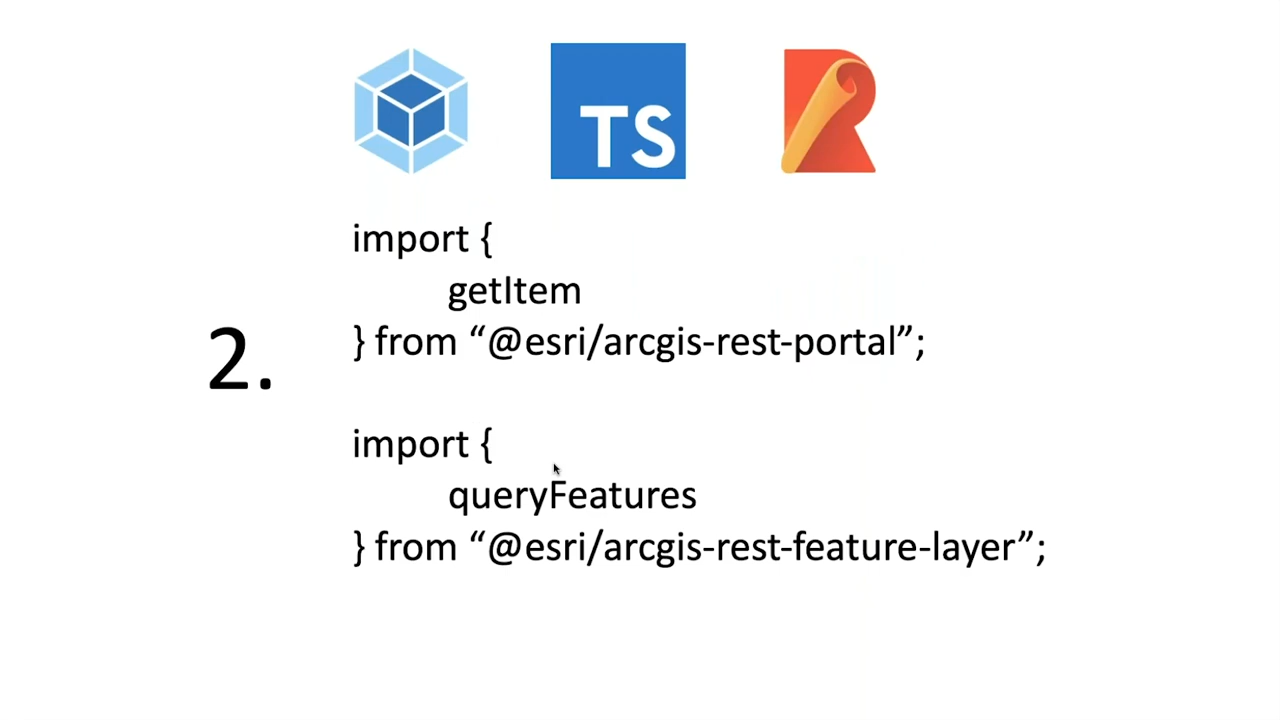 TS
import {
getItem
} from “@esri/arcgis-rest-portal”;
2.
import {
queryFeatures
} from “@esri/arcgis-rest-feature-layer”;